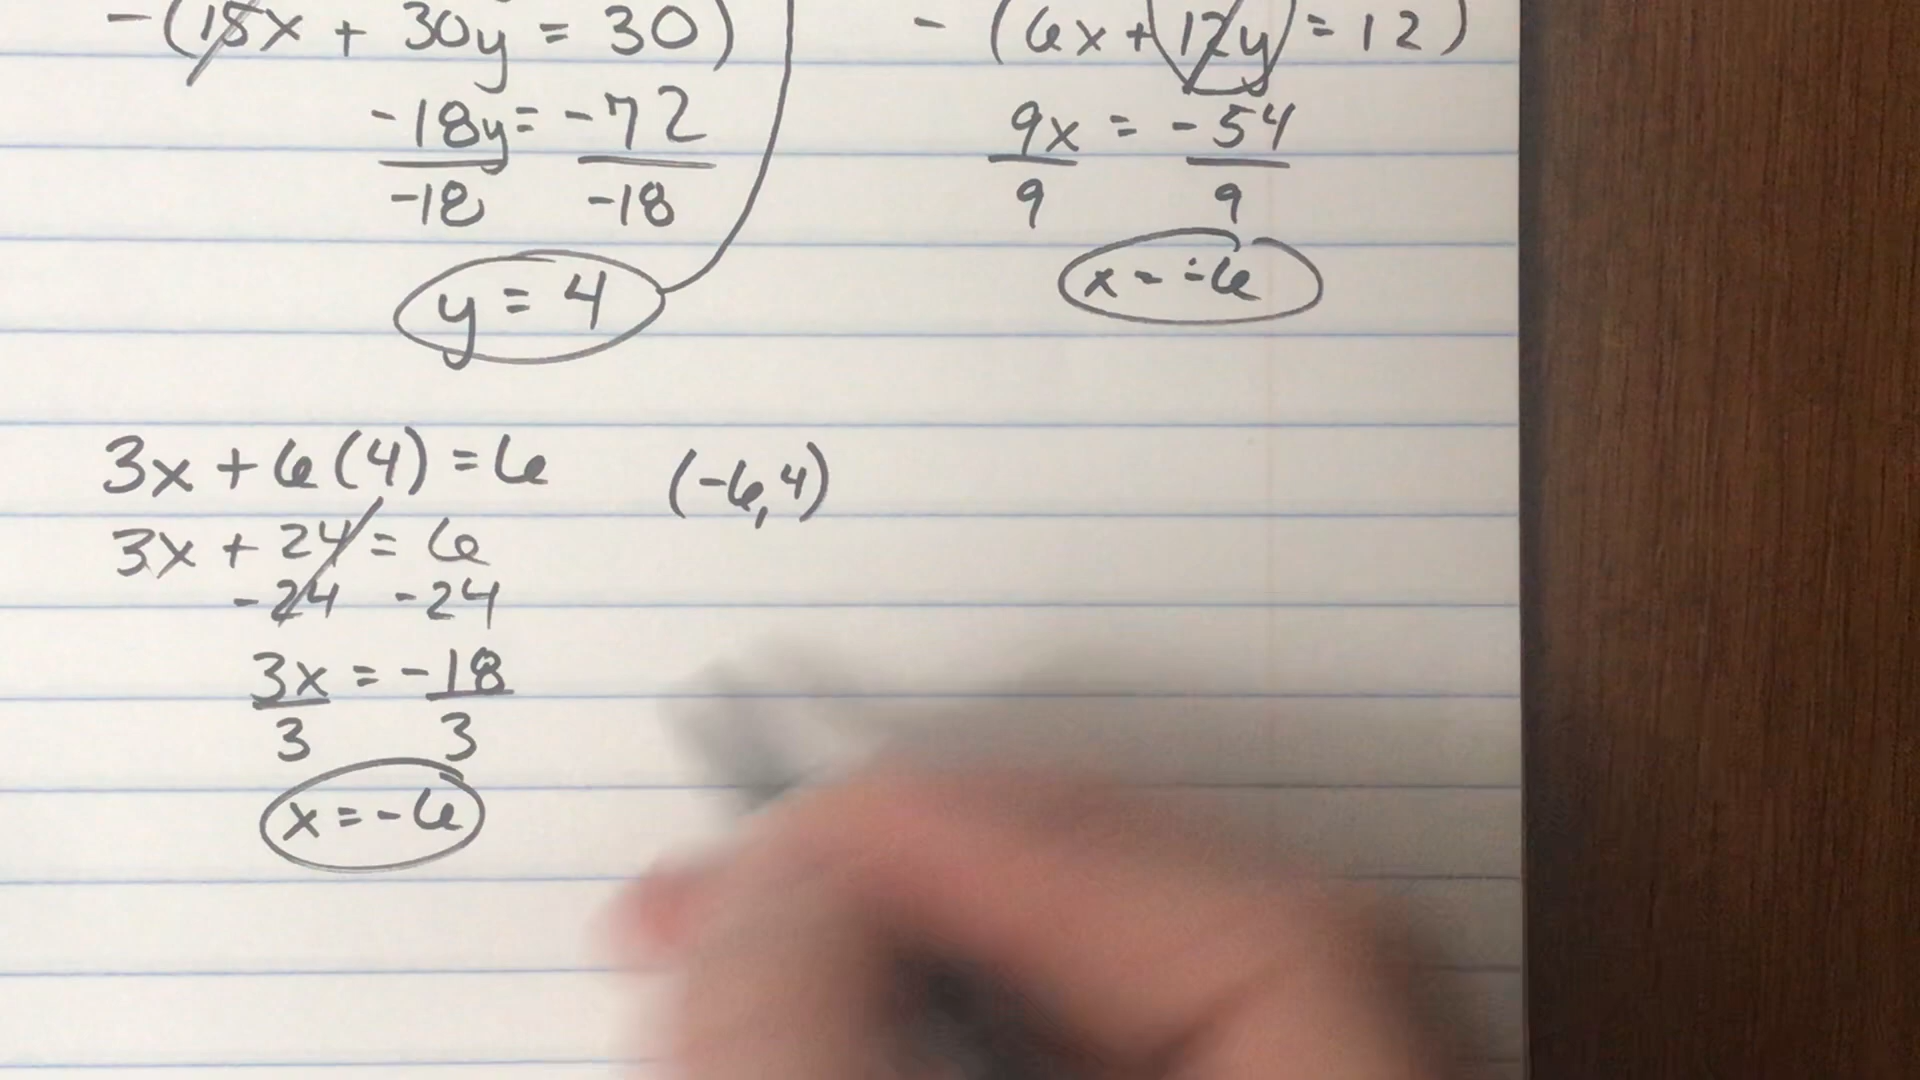 -(15x + 30y = 30)
-18y = -72
-18 -18
y = 4
-(6x + 12y = 12)
9x = -54
9 9
x = -6
3x + 6(4) = 6
3x + 24 = 6
-24 -24
3x = -18
3 3
x = -6
(-6,4)